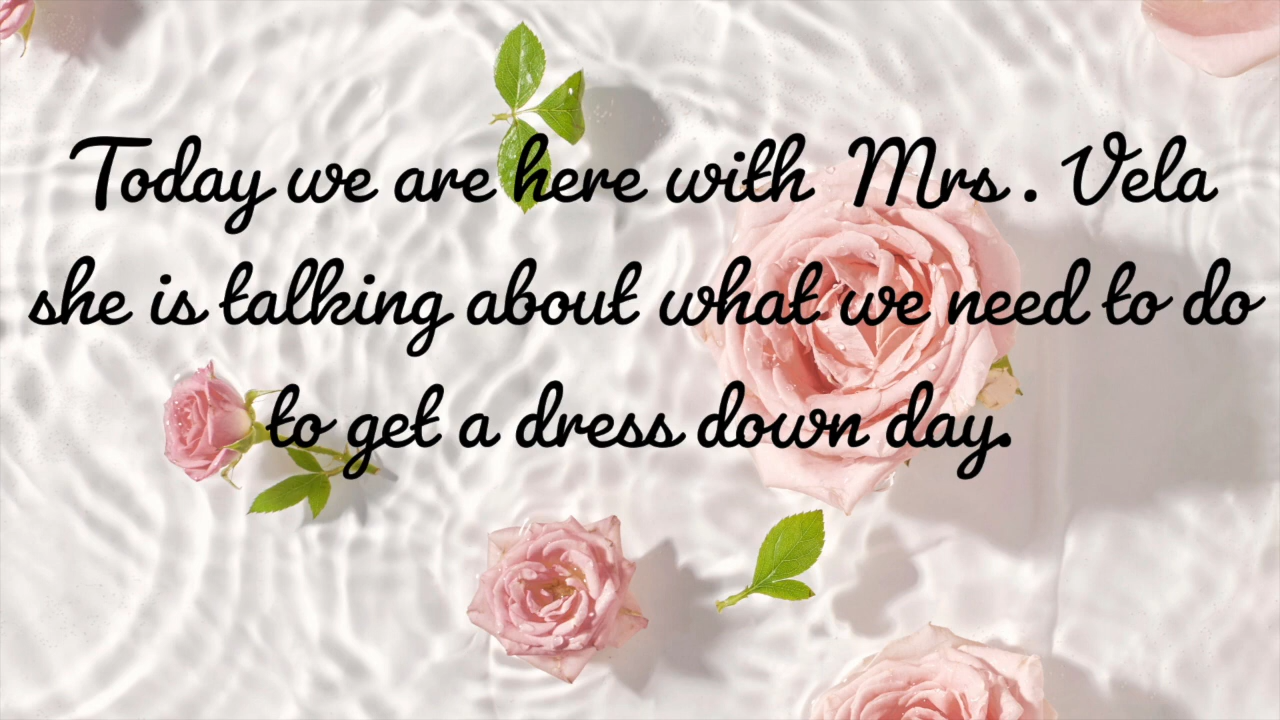 Today we are here with Mrs. Vela
she is talking about what we need to do
to get a dress down day.